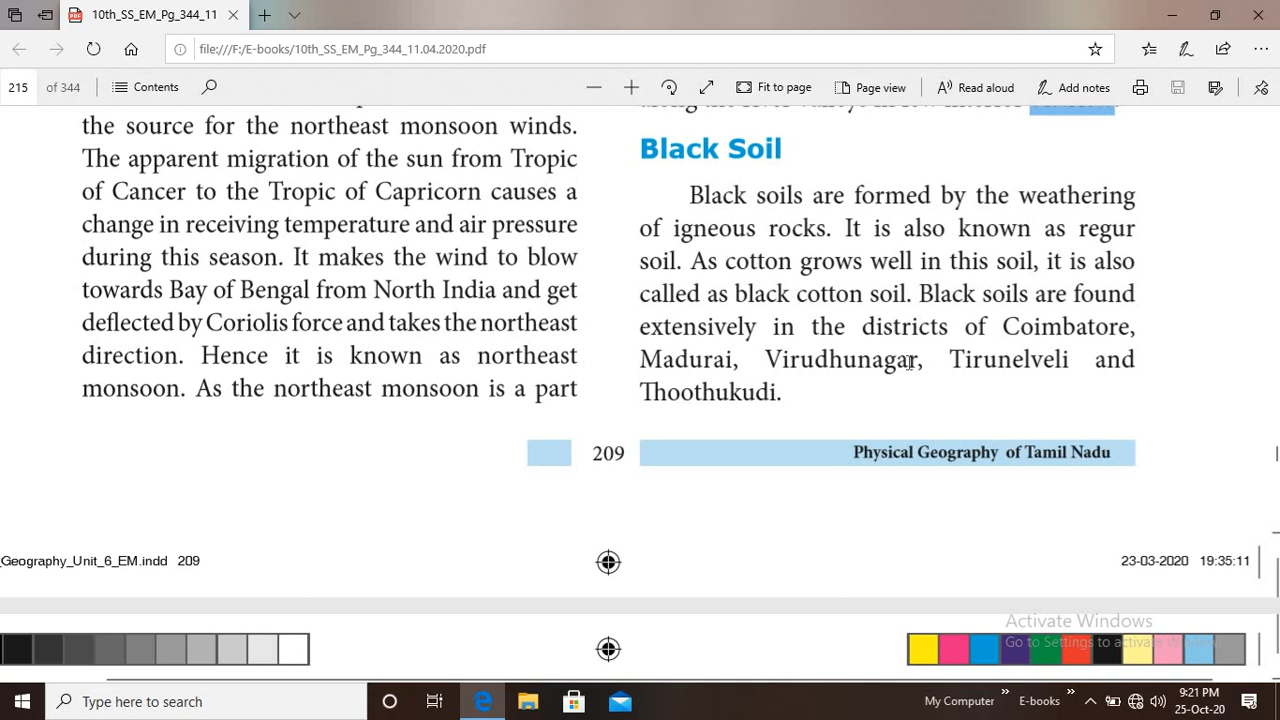 10th_SS_EM_Pg_344_11
file:///F:/E-books/10th_SS_EM_Pg_344_11.04.2020.pdf
215 of 344 Contents Fit to page Page view Read aloud Add notes
the source for the northeast monsoon winds.
The apparent migration of the sun from Tropic
of Cancer to the Tropic of Capricorn causes a
change in receiving temperature and air pressure
during this season. It makes the wind to blow
towards Bay of Bengal from North India and get
deflected by Coriolis force and takes the northeast
direction. Hence it is known as northeast
monsoon. As the northeast monsoon is a part
Black Soil
Black soils are formed by the weathering
of igneous rocks. It is also known as regur
soil. As cotton grows well in this soil, it is also
called as black cotton soil. Black soils are found
extensively in the districts of Coimbatore,
Madurai, Virudhunagar, Tirunelveli and
Thoothukudi.
209 Physical Geography of Tamil Nadu
_Geography_Unit_6_EM.indd 209
23-03-2020 19:35:11
Activate Windows
Go to Settings to activate Window
Type here to search
My Computer
E-books
9:21 PM
25-Oct-20